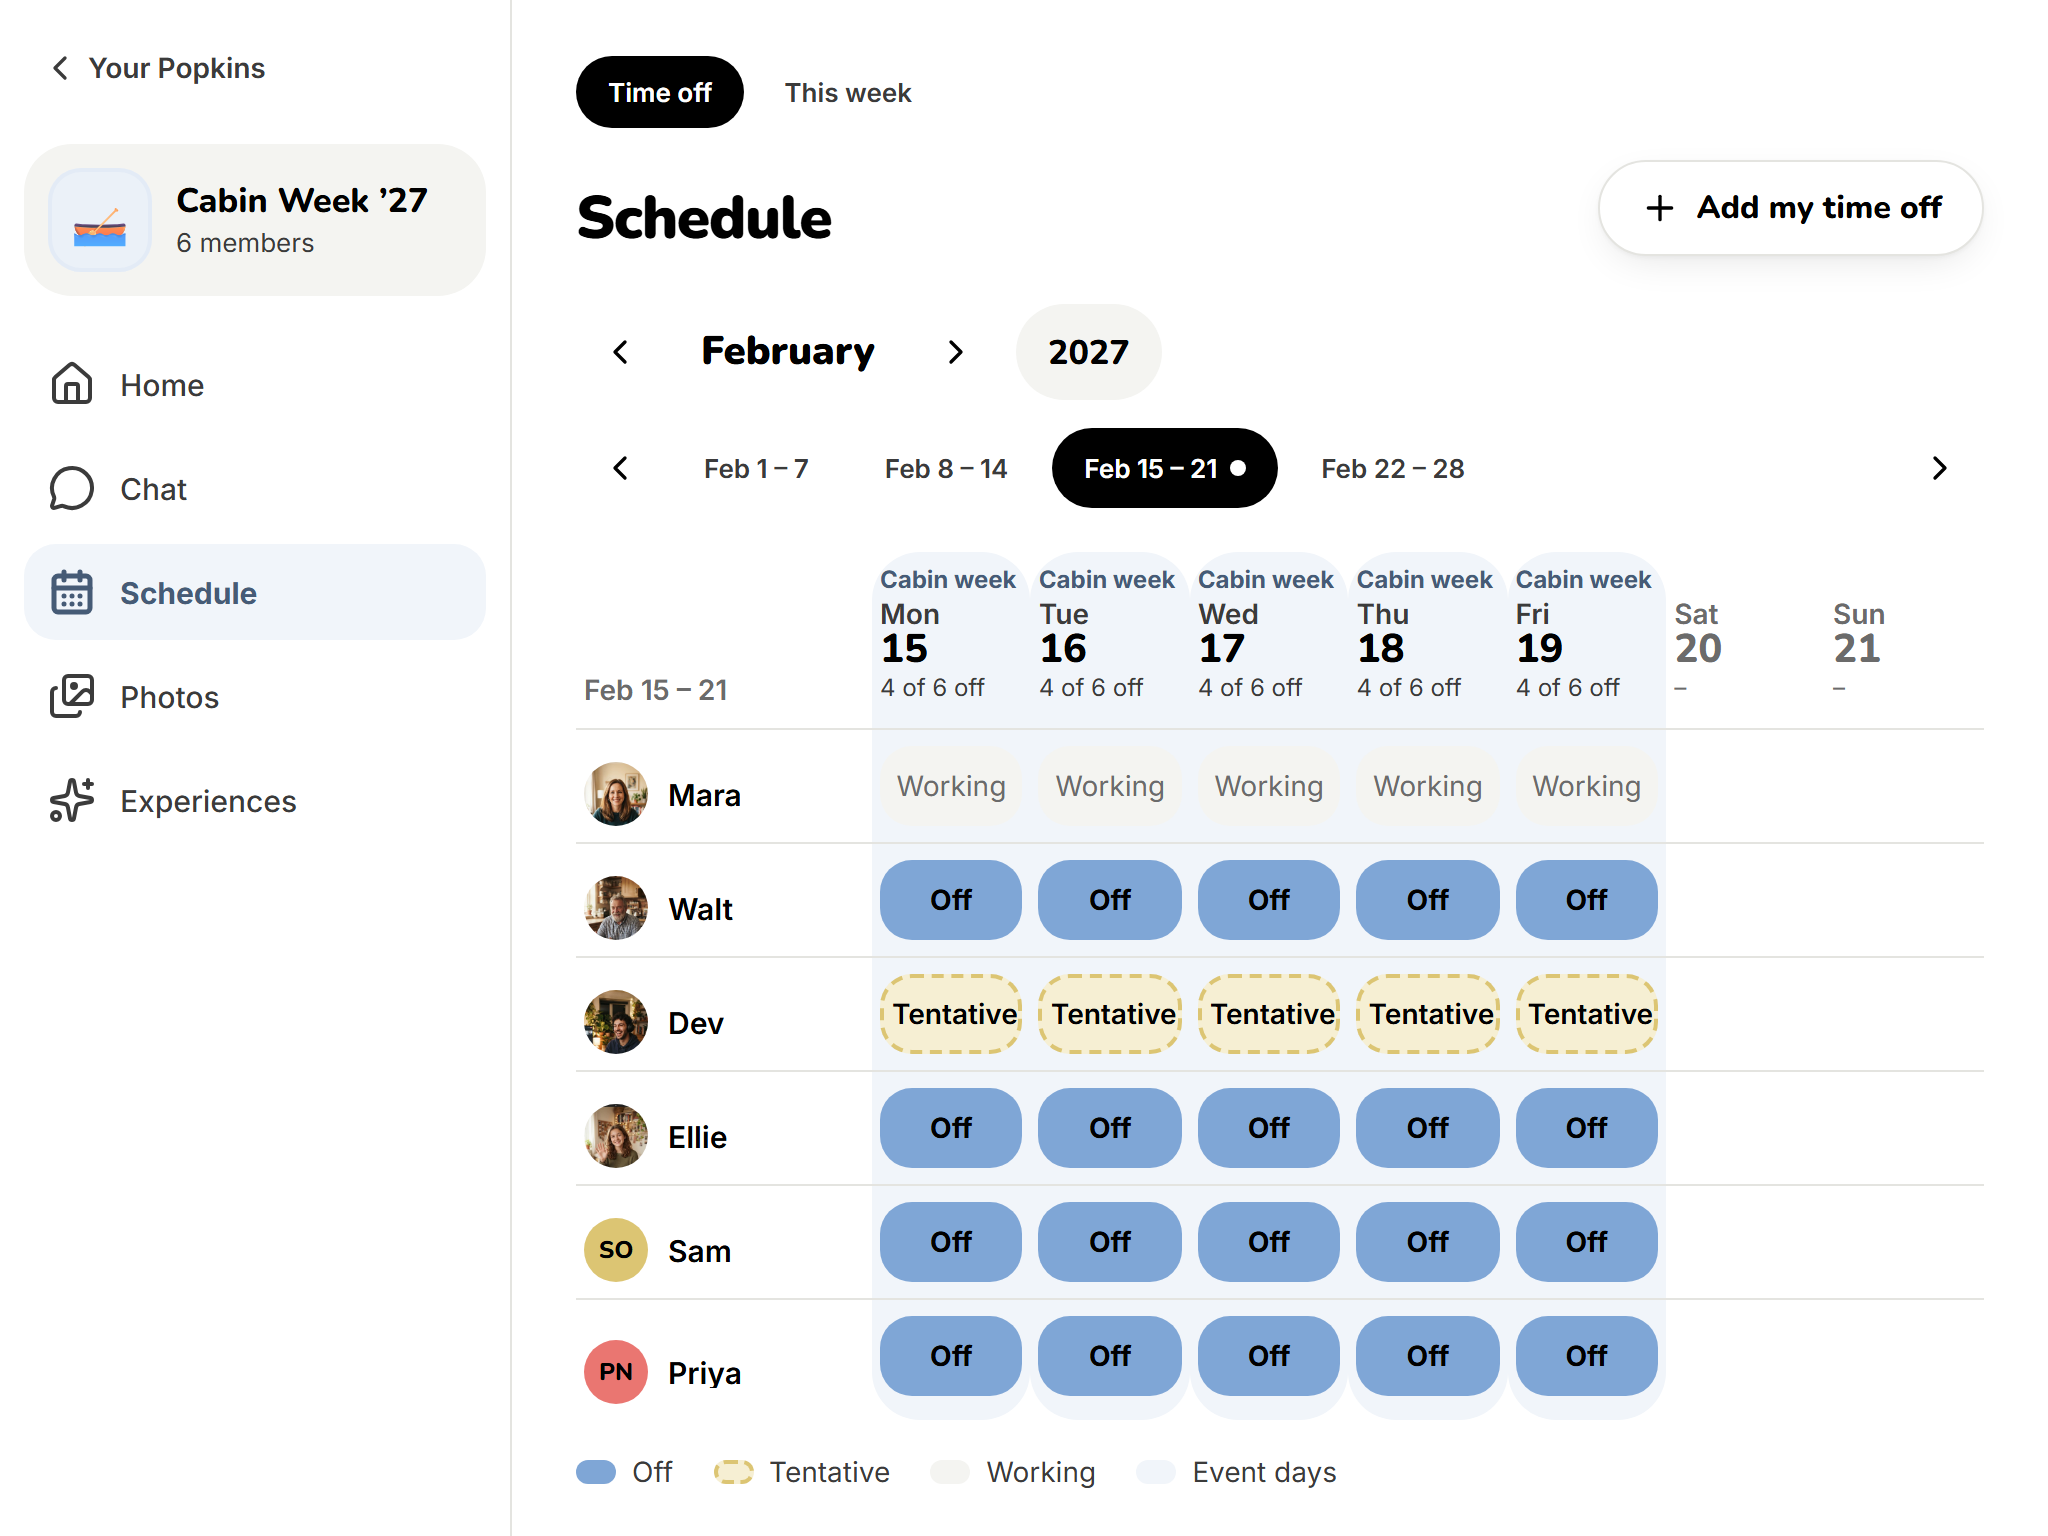 Your Popkins
Cabin Week ’27
6 members
Home
Chat
Schedule
Photos
Experiences
Time off
This week
Schedule
+ Add my time off
February
2027
Feb 1 – 7
Feb 8 – 14
Feb 15 – 21
Feb 22 – 28
Cabin week Cabin week Cabin week Cabin week Cabin week
Mon Tue Wed Thu Fri Sat Sun
15 16 17 18 19 20 21
Feb 15 – 21 4 of 6 off 4 of 6 off 4 of 6 off 4 of 6 off 4 of 6 off – –
Mara Working Working Working Working Working
Walt Off Off Off Off Off
Dev Tentative Tentative Tentative Tentative Tentative
Ellie Off Off Off Off Off
SO Sam Off Off Off Off Off
PN Priya Off Off Off Off Off
Off Tentative Working Event days